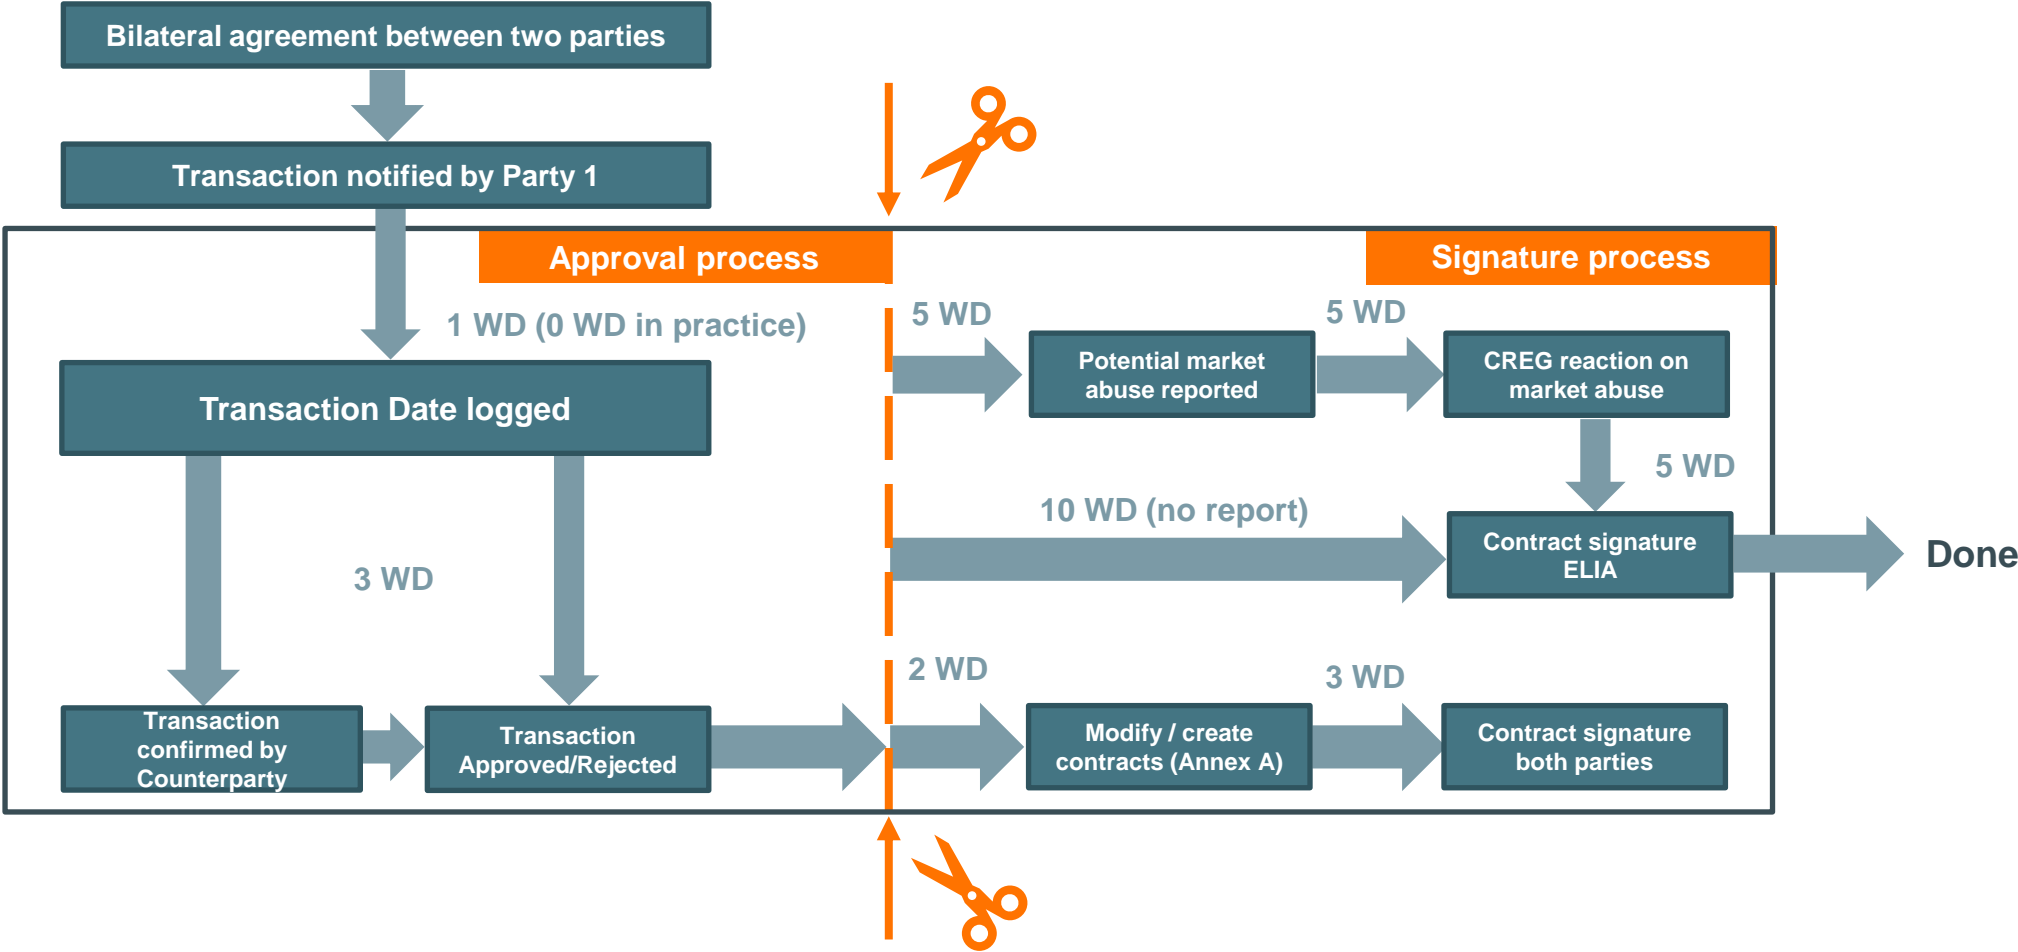 Bilateral agreement between two parties
Transaction notified by Party 1
Approval process
Signature process
1 WD (0 WD in practice)
Transaction Date logged
5 WD
Potential market
abuse reported
5 WD
CREG reaction on
market abuse
5 WD
10 WD (no report)
Contract signature
ELIA
Done
3 WD
Transaction
confirmed by
Counterparty
Transaction
Approved/Rejected
2 WD
Modify / create
contracts (Annex A)
3 WD
Contract signature
both parties